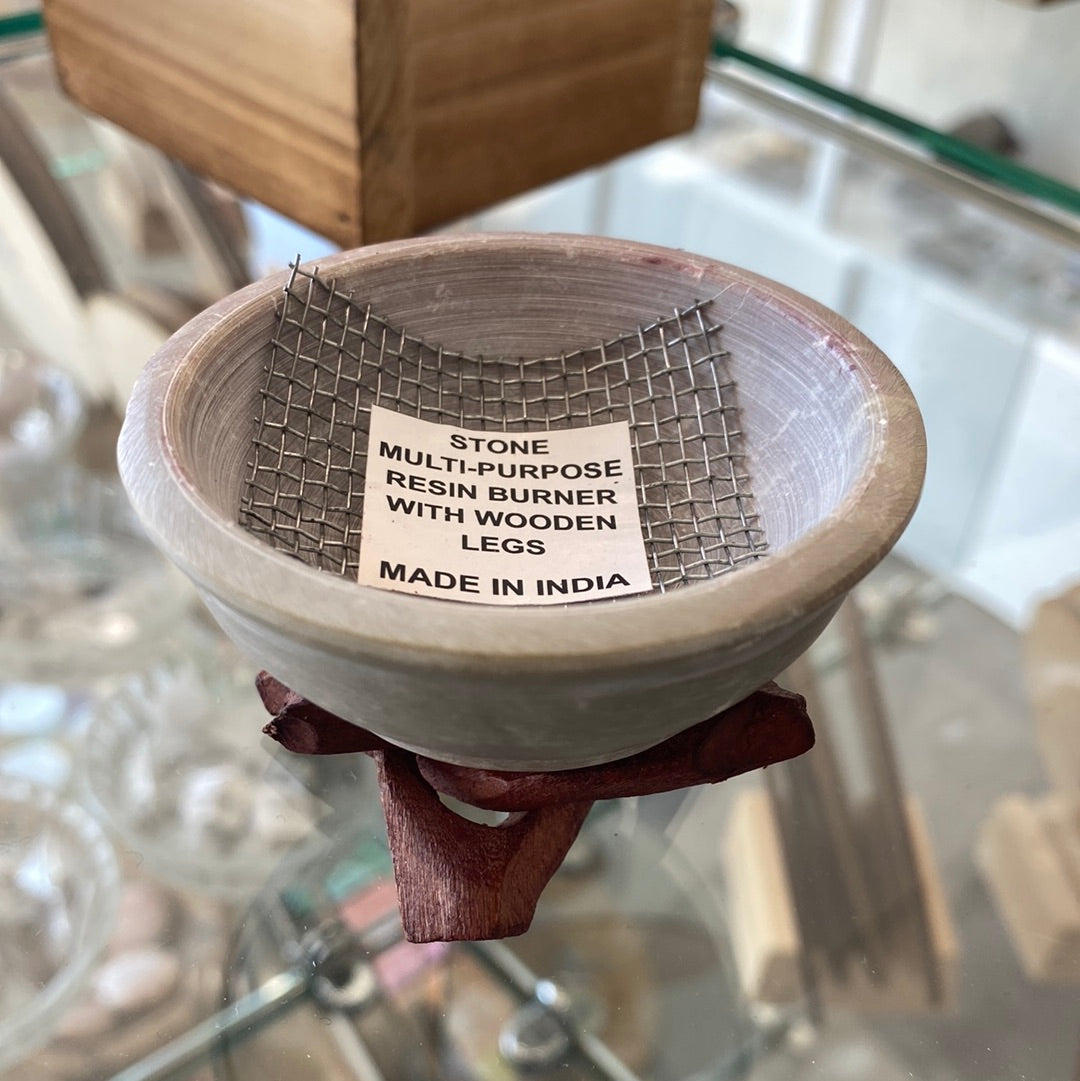 STONE
MULTI-PURPOSE
RESIN BURNER
WITH WOODEN
LEGS
MADE IN INDIA